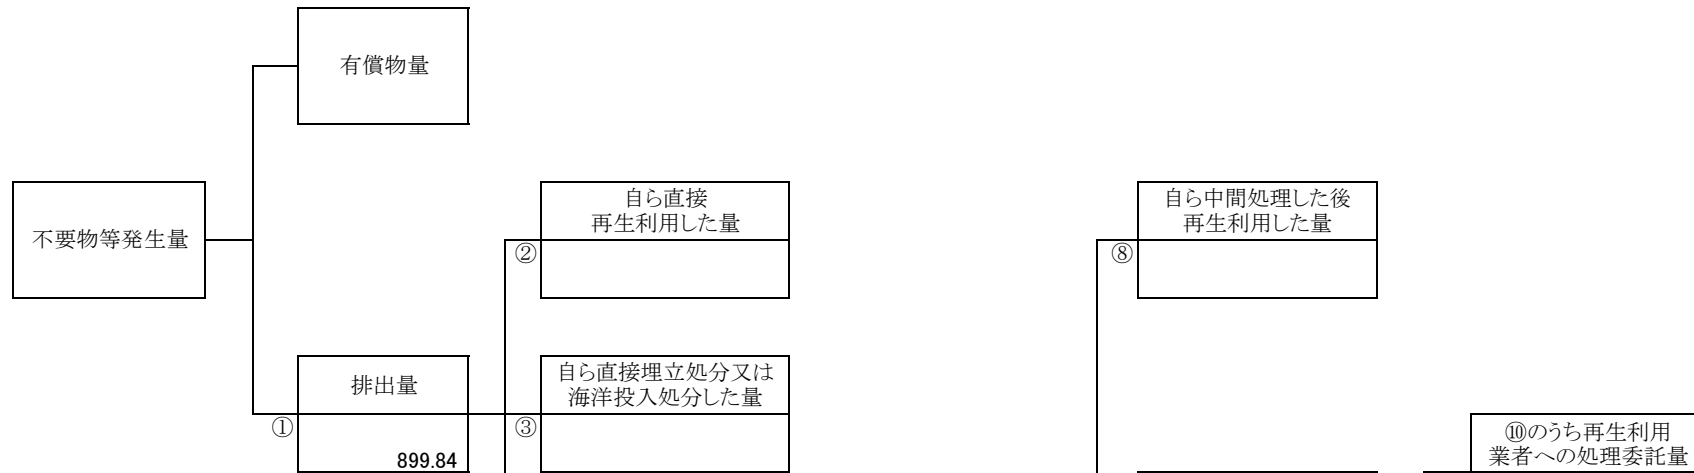 有償物量
不要物等発生量
自ら直接
再生利用した量
②
自ら中間処理した後
再生利用した量
⑧
排出量
①
899.84
自ら直接埋立処分又は
海洋投入処分した量
③
⑩のうち再生利用
業者への処理委託量